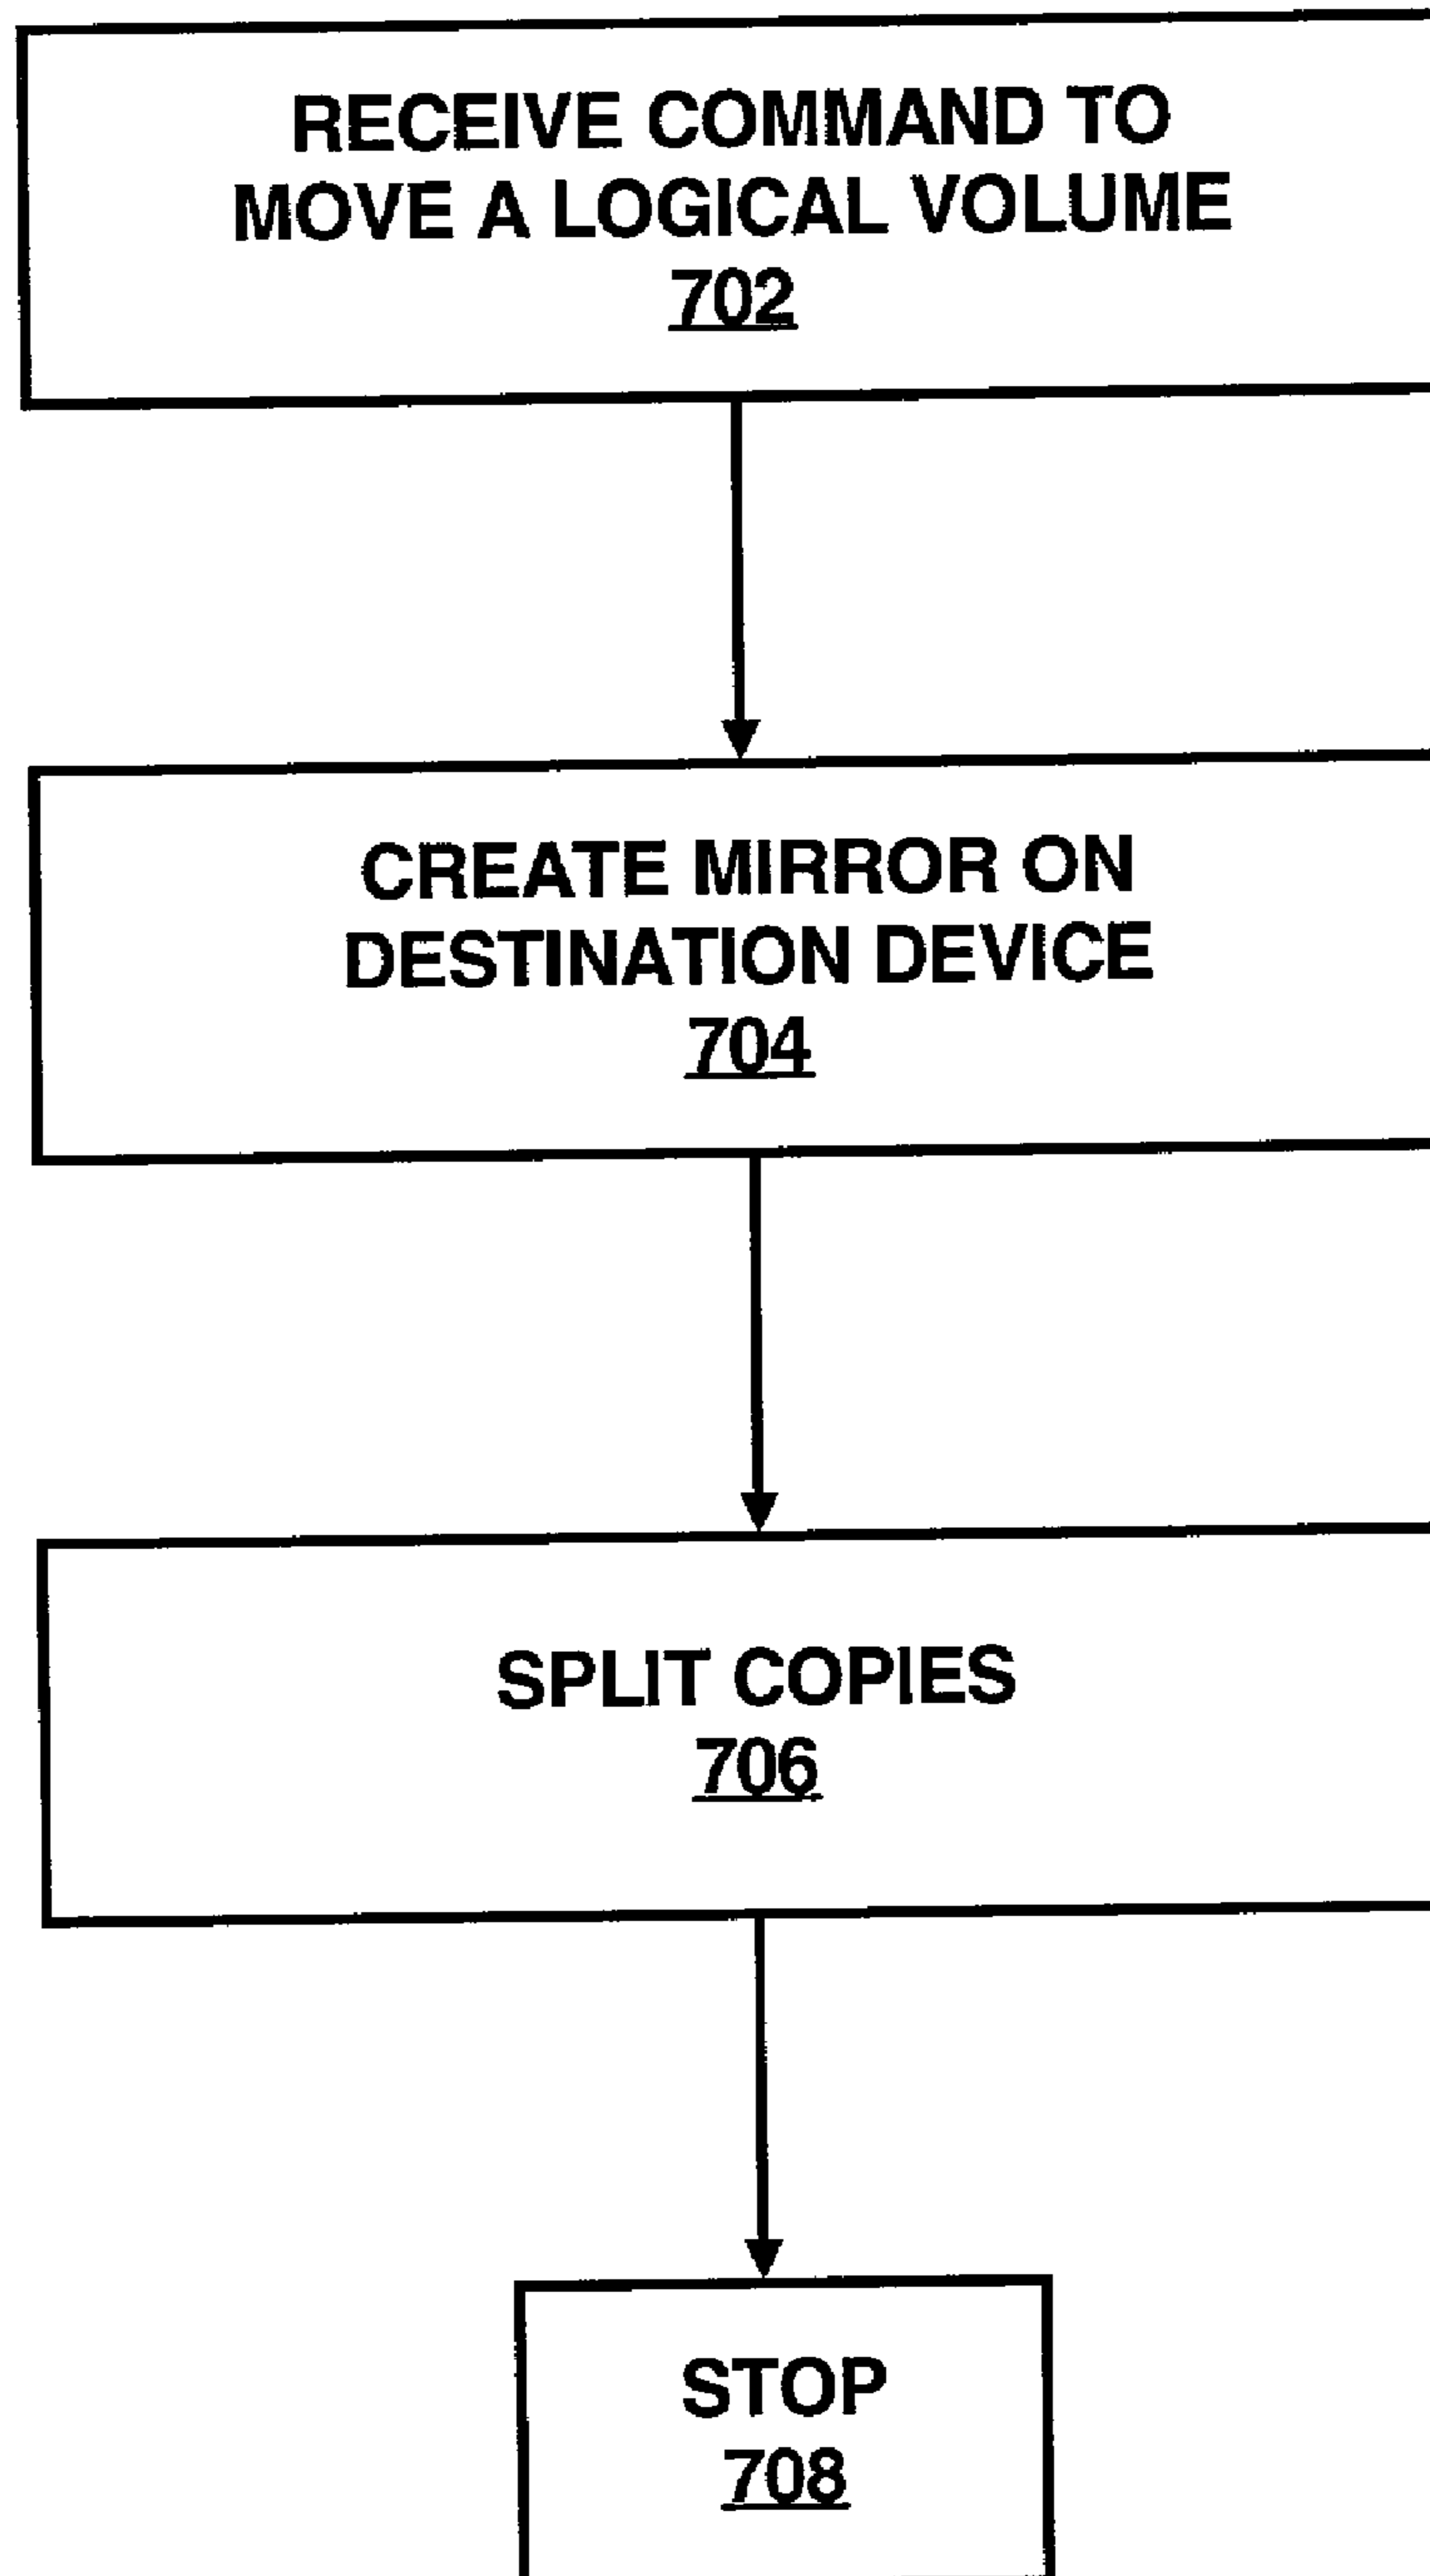 RECEIVE COMMAND TO
MOVE A LOGICAL VOLUME
702
CREATE MIRROR ON
DESTINATION DEVICE
704
SPLIT COPIES
706
STOP
708